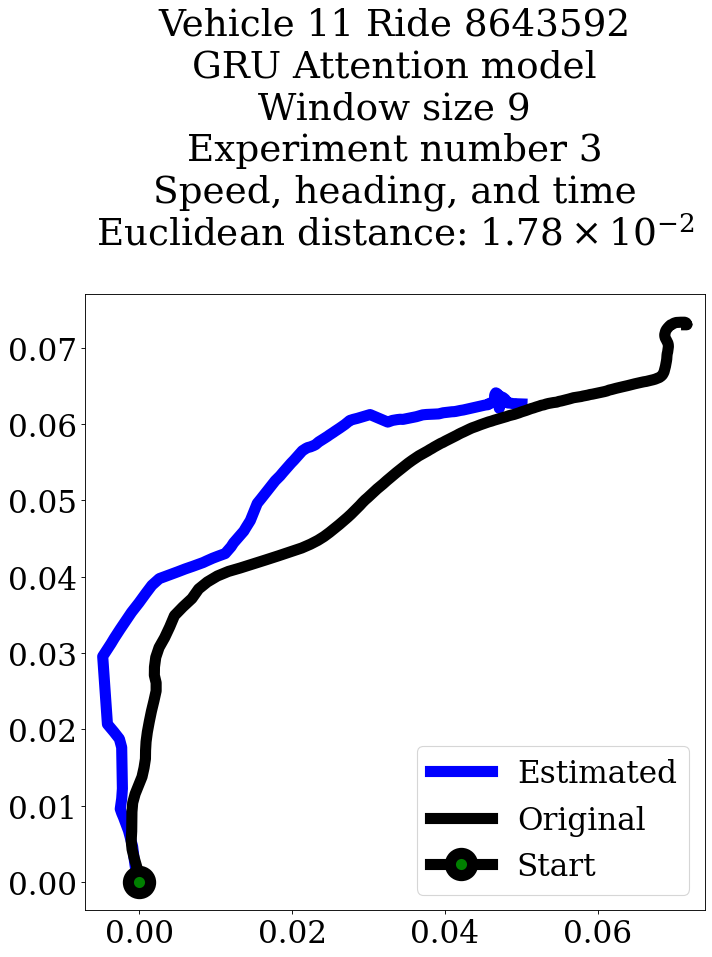 Vehicle 11 Ride 8643592
GRU Attention model
Window size 9
Experiment number 3
Speed, heading, and time
Euclidean distance: 1.78 × 10⁻²
0.07
0.06
0.05
0.04
0.03
0.02
0.01
0.00
Estimated
Original
Start
0.00 0.02 0.04 0.06